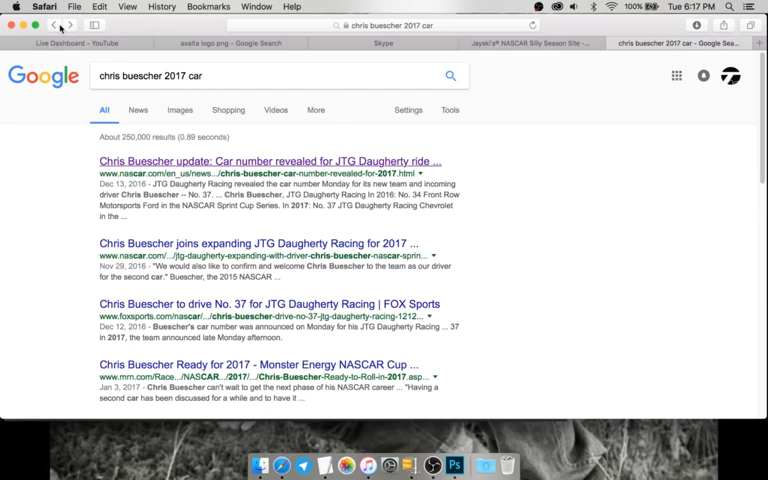 Safari File Edit View History Bookmarks Window Help 100% Tue 6:17 PM
chris buescher 2017 car
Live Dashboard - YouTube axalta logo png - Google Search Skype Jayski's® NASCAR Silly Season Site -... chris buescher 2017 car - Google Sea...
Google chris buescher 2017 car
All News Images Shopping Videos More Settings Tools
About 250,000 results (0.89 seconds)
Chris Buescher update: Car number revealed for JTG Daugherty ride ...
www.nascar.com/en_us/news.../chris-buescher-car-number-revealed-for-2017.html
Dec 13, 2016 - JTG Daugherty Racing revealed the car number Monday for its new team and incoming
driver Chris Buescher -- No. 37. ... Chris Buescher, JTG Daugherty Racing In 2016: No. 34 Front Row
Motorsports Ford in the NASCAR Sprint Cup Series. In 2017: No. 37 JTG Daugherty Racing Chevrolet
in the ...
Chris Buescher joins expanding JTG Daugherty Racing for 2017 ...
www.nascar.com/.../jtg-daugherty-expanding-with-driver-chris-buescher-nascar-sprin...
Nov 29, 2016 - "We would also like to confirm and welcome Chris Buescher to the team as our driver
for the second car." Buescher, the 2015 NASCAR ...
Chris Buescher to drive No. 37 for JTG Daugherty Racing | FOX Sports
www.foxsports.com/nascar/.../chris-buescher-drive-no-37-jtg-daugherty-racing-1212...
Dec 12, 2016 - Buescher's car number was announced on Monday for his JTG Daugherty Racing ... 37
in 2017, the team announced late Monday afternoon.
Chris Buescher Ready for 2017 - Monster Energy NASCAR Cup ...
www.mrn.com/Race.../NASCAR.../2017/.../Chris-Buescher-Ready-to-Roll-in-2017.asp...
Jan 3, 2017 - Chris Buescher can't wait to get the next phase of his NASCAR career ... "Having a
second car has been discussed for a while and to have it ...
Ps